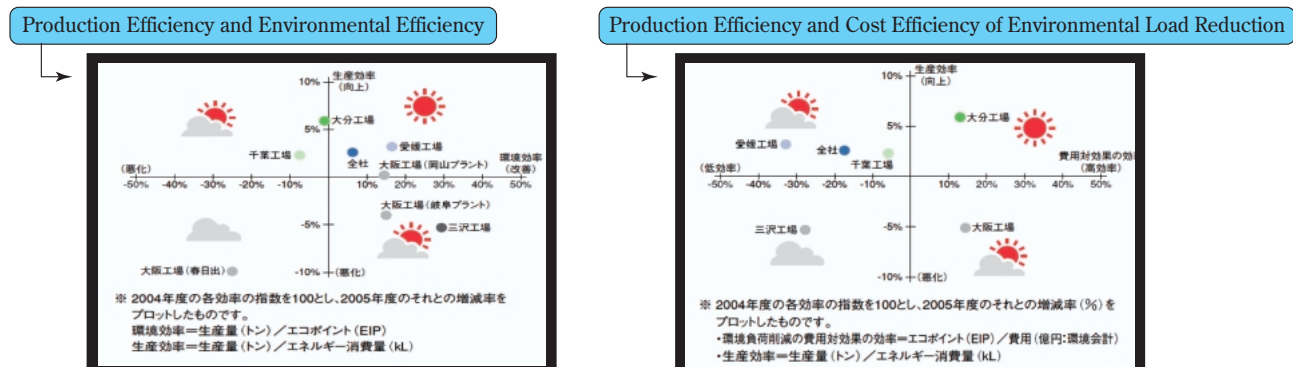 Production Efficiency and Environmental Efficiency
生産効率
(向上)
10%
大分工場
5%
愛媛工場
千葉工場
全社
大阪工場(岡山プラント)
環境効率
(改善)
(悪化)
-50% -40% -30% -20% -10% 10% 20% 30% 40% 50%
大阪工場(岐阜プラント)
-5%
三沢工場
大阪工場(春日出)
-10% (悪化)
※ 2004年度の各効率の指数を100とし、2005年度のそれとの増減率を
プロットしたものです。
環境効率=生産量(トン)/エコポイント(EIP)
生産効率=生産量(トン)/エネルギー消費量(kL)
Production Efficiency and Cost Efficiency of Environmental Load Reduction
生産効率
(向上)
10%
大分工場
5%
愛媛工場
全社
千葉工場
費用対効果の効
(高効率)
(低効率)
-50% -40% -30% -20% -10% 10% 20% 30% 40% 50%
三沢工場
-5%
大阪工場
-10% (悪化)
※ 2004年度の各効率の指数を100とし、2005年度のそれとの増減率(%)を
プロットしたものです。
・環境負荷削減の費用対効果の効率=エコポイント(EIP)/費用(億円:環境会計)
・生産効率=生産量(トン)/エネルギー消費量(kL)